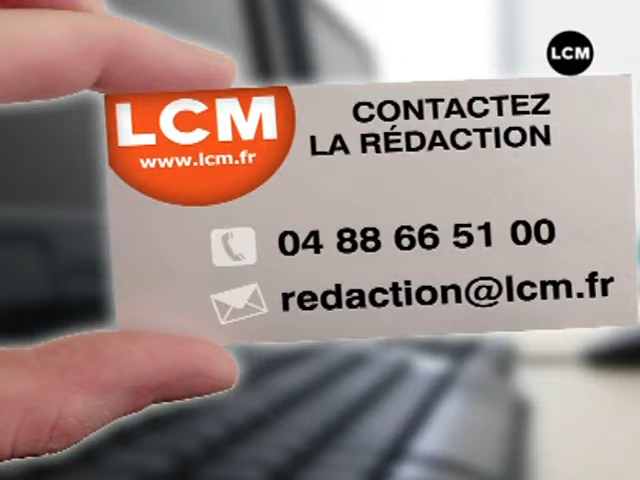 LCM
LCM
www.lcm.fr
CONTACTEZ
LA RÉDACTION
04 88 66 51 00
redaction@lcm.fr